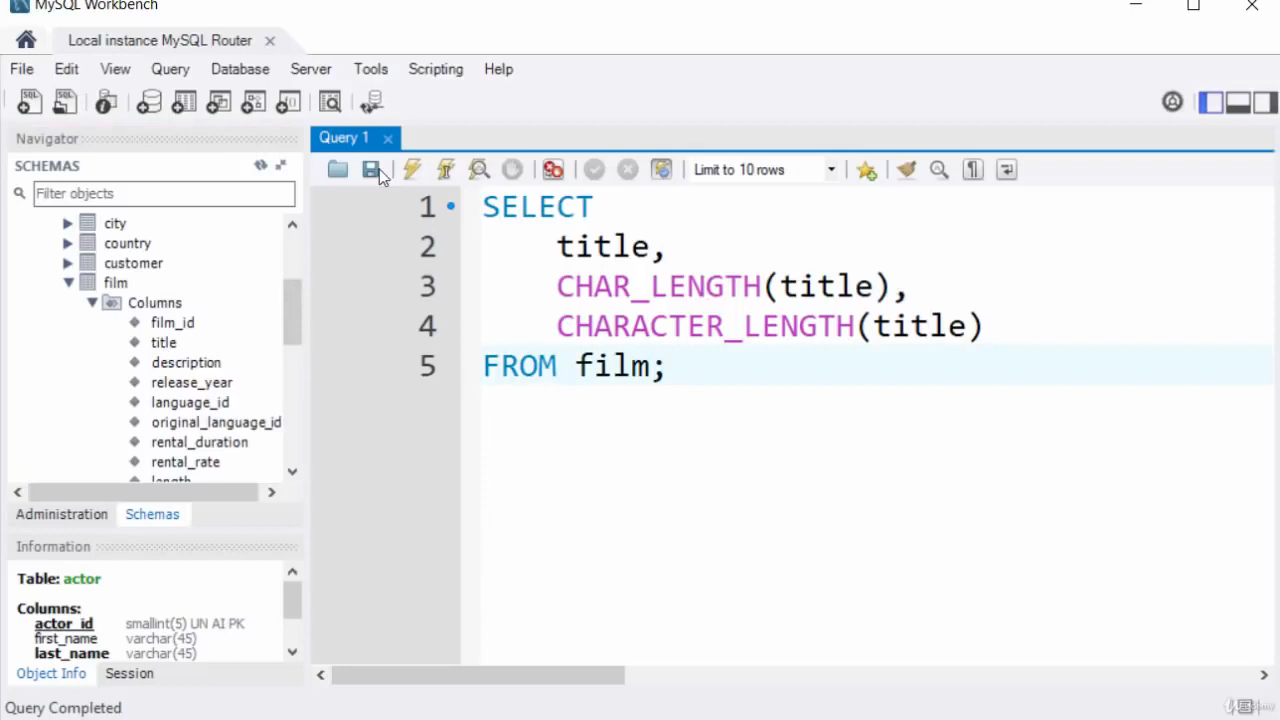 MySQL Workbench
Local instance MySQL Router
File Edit View Query Database Server Tools Scripting Help
Navigator
SCHEMAS
Filter objects
city
country
customer
film
Columns
film_id
title
description
release_year
language_id
original_language_id
rental_duration
rental_rate
length
Administration Schemas
Information
Table: actor
Columns:
actor_id smallint(5) UN AI PK
first_name varchar(45)
last_name varchar(45)
Object Info Session
Query Completed
Query 1
Limit to 10 rows
1 SELECT
2 title,
3 CHAR_LENGTH(title),
4 CHARACTER_LENGTH(title)
5 FROM film;